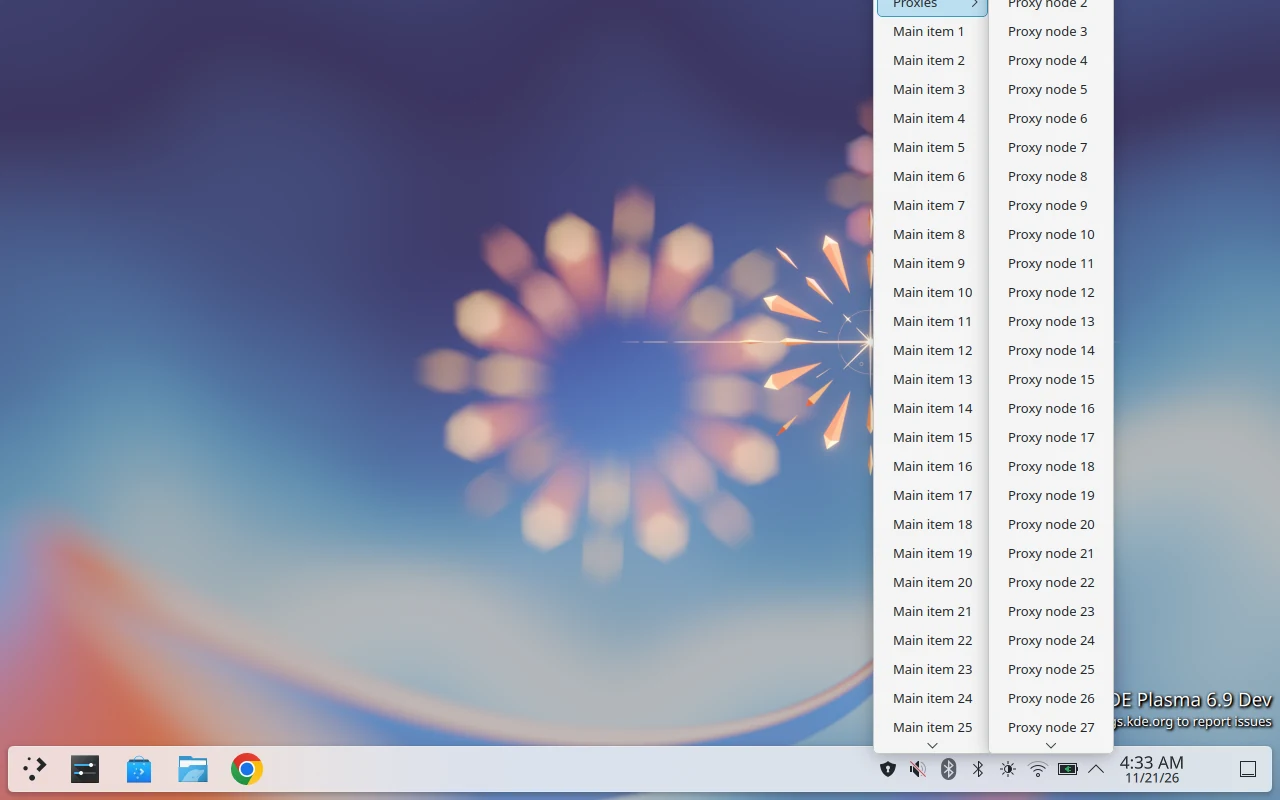 Proxies
Main item 1
Main item 2
Main item 3
Main item 4
Main item 5
Main item 6
Main item 7
Main item 8
Main item 9
Main item 10
Main item 11
Main item 12
Main item 13
Main item 14
Main item 15
Main item 16
Main item 17
Main item 18
Main item 19
Main item 20
Main item 21
Main item 22
Main item 23
Main item 24
Main item 25
Proxy node 2
Proxy node 3
Proxy node 4
Proxy node 5
Proxy node 6
Proxy node 7
Proxy node 8
Proxy node 9
Proxy node 10
Proxy node 11
Proxy node 12
Proxy node 13
Proxy node 14
Proxy node 15
Proxy node 16
Proxy node 17
Proxy node 18
Proxy node 19
Proxy node 20
Proxy node 21
Proxy node 22
Proxy node 23
Proxy node 24
Proxy node 25
Proxy node 26
Proxy node 27
DE Plasma 6.9 Dev
gs.kde.org to report issues
4:33 AM
11/21/26